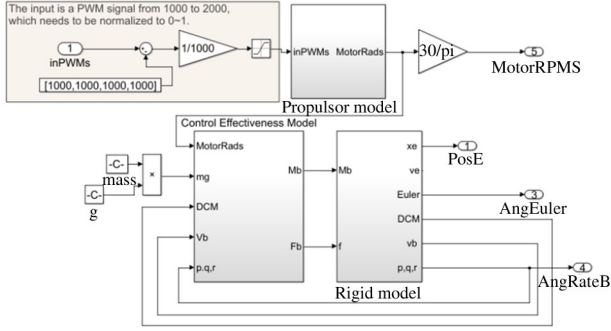 The input is a PWM signal from 1000 to 2000,
which needs to be normalized to 0~1.
1
inPWMs
1/1000
[1000,1000,1000,1000]
inPWMs
MotorRads
Propulsor model
30/pi
5
MotorRPMS
Control Effectiveness Model
MotorRads
mg
DCM
Vb
p,q,r
Mb
Fb
-C-
mass
-C-
g
×
Mb
f
xe
ve
Euler
DCM
vb
p,q,r
Rigid model
1
PosE
3
AngEuler
4
AngRateB